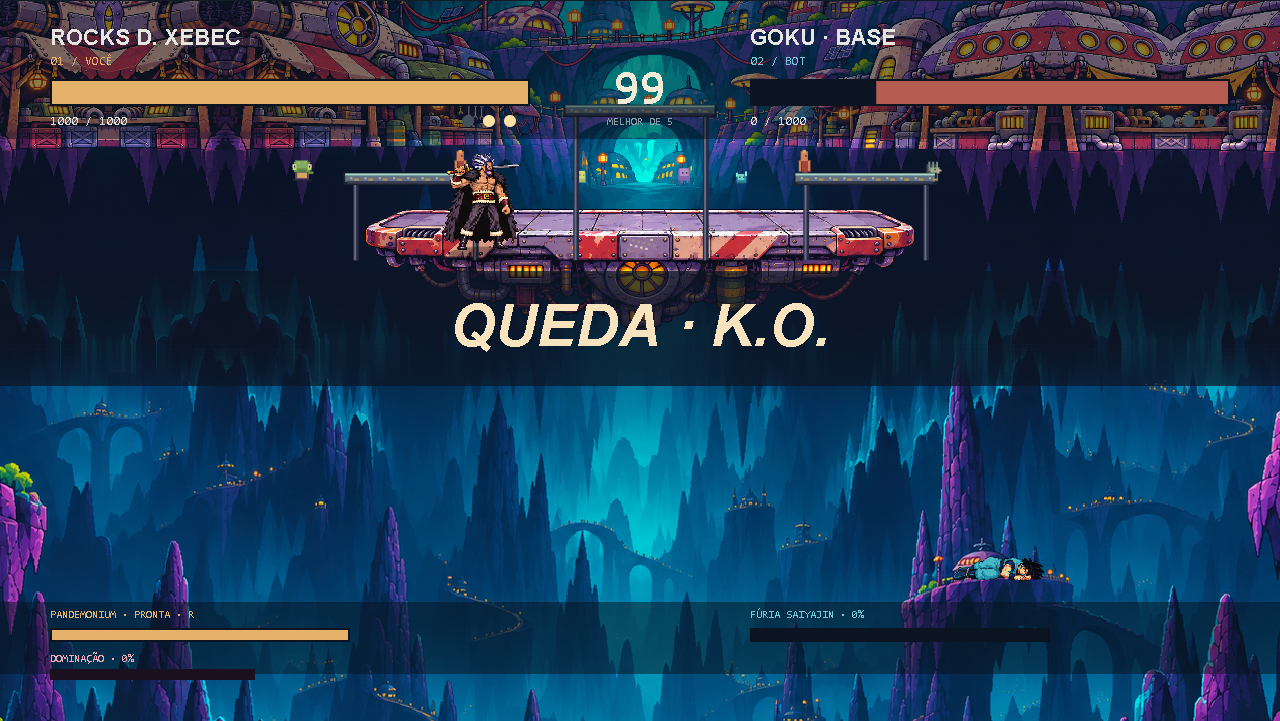 ROCKS D. XEBEC
01 / VOCÊ
1000 / 1000
99
MELHOR DE 5
GOKU · BASE
02 / BOT
0 / 1000
QUEDA · K.O.
PANDEMONIUM · PRONTA · R
DOMINAÇÃO · 0%
FÚRIA SAIYAJIN · 0%